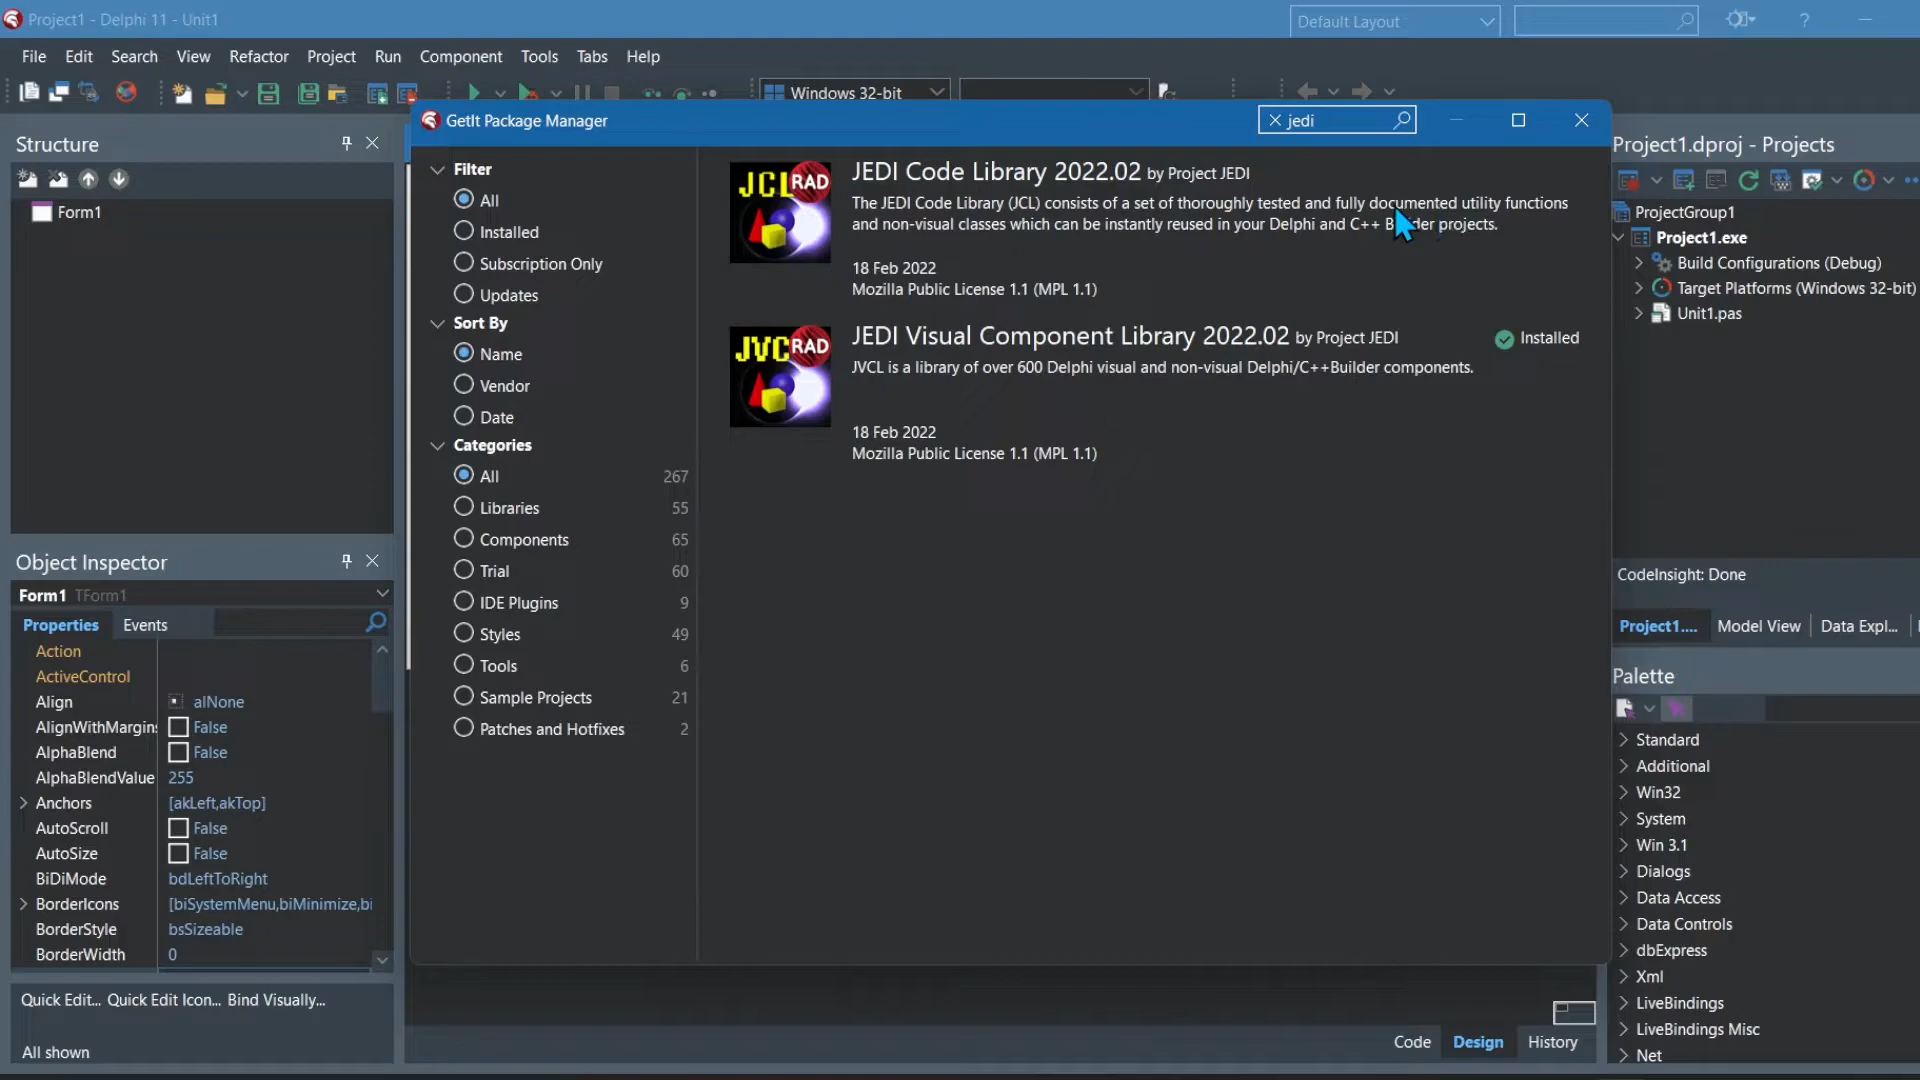 Project1 - Delphi 11 - Unit1
Default Layout
?
File Edit Search View Refactor Project Run Component Tools Tabs Help
Windows 32-bit
GetIt Package Manager
jedi
Structure
Form1
Filter
All
Installed
Subscription Only
Updates
Sort By
Name
Vendor
Date
Categories
All 267
Libraries 55
Components 65
Trial 60
IDE Plugins 9
Styles 49
Tools 6
Sample Projects 21
Patches and Hotfixes 2
JCL RAD
JEDI Code Library 2022.02 by Project JEDI
The JEDI Code Library (JCL) consists of a set of thoroughly tested and fully documented utility functions
and non-visual classes which can be instantly reused in your Delphi and C++ B der projects.
18 Feb 2022
Mozilla Public License 1.1 (MPL 1.1)
JVC RAD
JEDI Visual Component Library 2022.02 by Project JEDI
Installed
JVCL is a library of over 600 Delphi visual and non-visual Delphi/C++Builder components.
18 Feb 2022
Mozilla Public License 1.1 (MPL 1.1)
Object Inspector
Form1 TForm1
Properties Events
Action
ActiveControl
Align alNone
AlignWithMargins False
AlphaBlend False
AlphaBlendValue 255
Anchors [akLeft,akTop]
AutoScroll False
AutoSize False
BiDiMode bdLeftToRight
BorderIcons [biSystemMenu,biMinimize,bi
BorderStyle bsSizeable
BorderWidth 0
Quick Edit... Quick Edit Icon... Bind Visually...
All shown
Code Design History
Project1.dproj - Projects
ProjectGroup1
Project1.exe
Build Configurations (Debug)
Target Platforms (Windows 32-bit)
Unit1.pas
CodeInsight: Done
Project1.... Model View Data Expl...
Palette
Standard
Additional
Win32
System
Win 3.1
Dialogs
Data Access
Data Controls
dbExpress
Xml
LiveBindings
LiveBindings Misc
Net